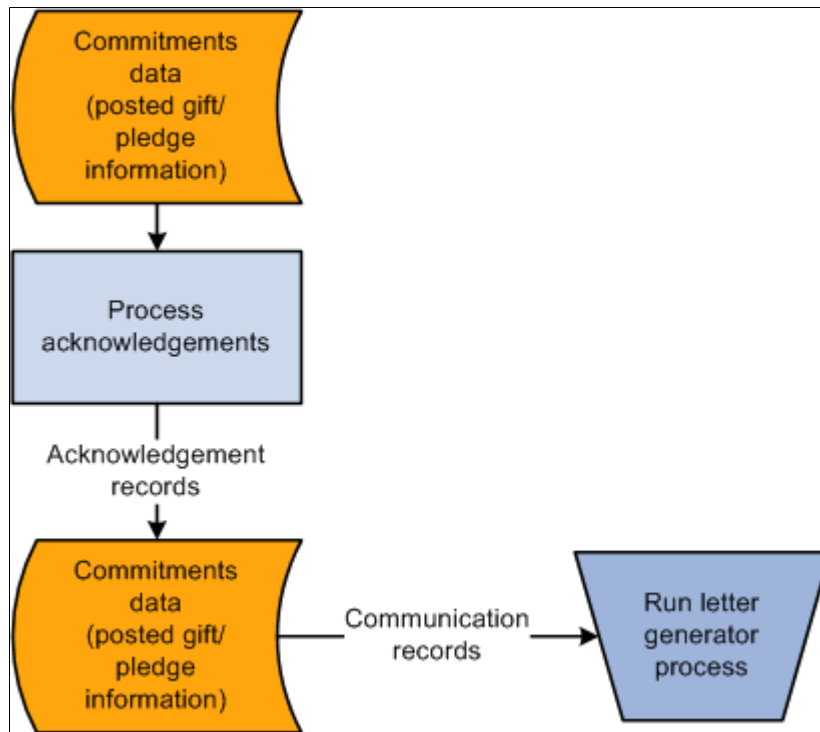 Commitments
data
(posted gift/
pledge
information)
Process
acknowledgements
Acknowledgement
records
Commitments
data
(posted gift/
pledge
information)
Communication
records
Run letter
generator
process